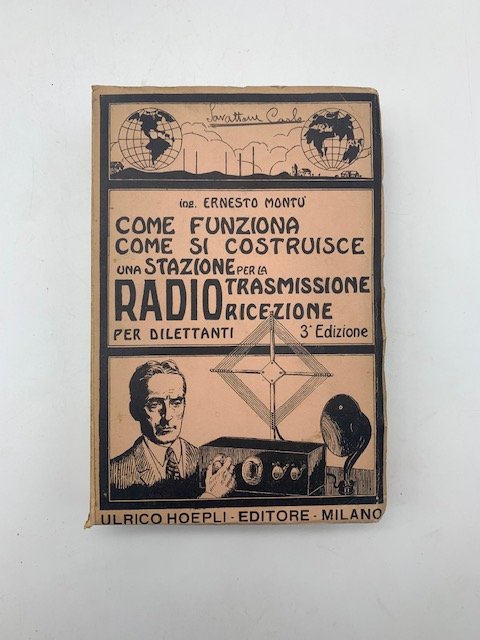 ing. ERNESTO MONTU'
COME FUNZIONA
COME SI COSTRUISCE
UNA STAZIONE PER LA
RADIO TRASMISSIONE
RICEZIONE
PER DILETTANTI 3ª Edizione
ULRICO HOEPLI - EDITORE - MILANO